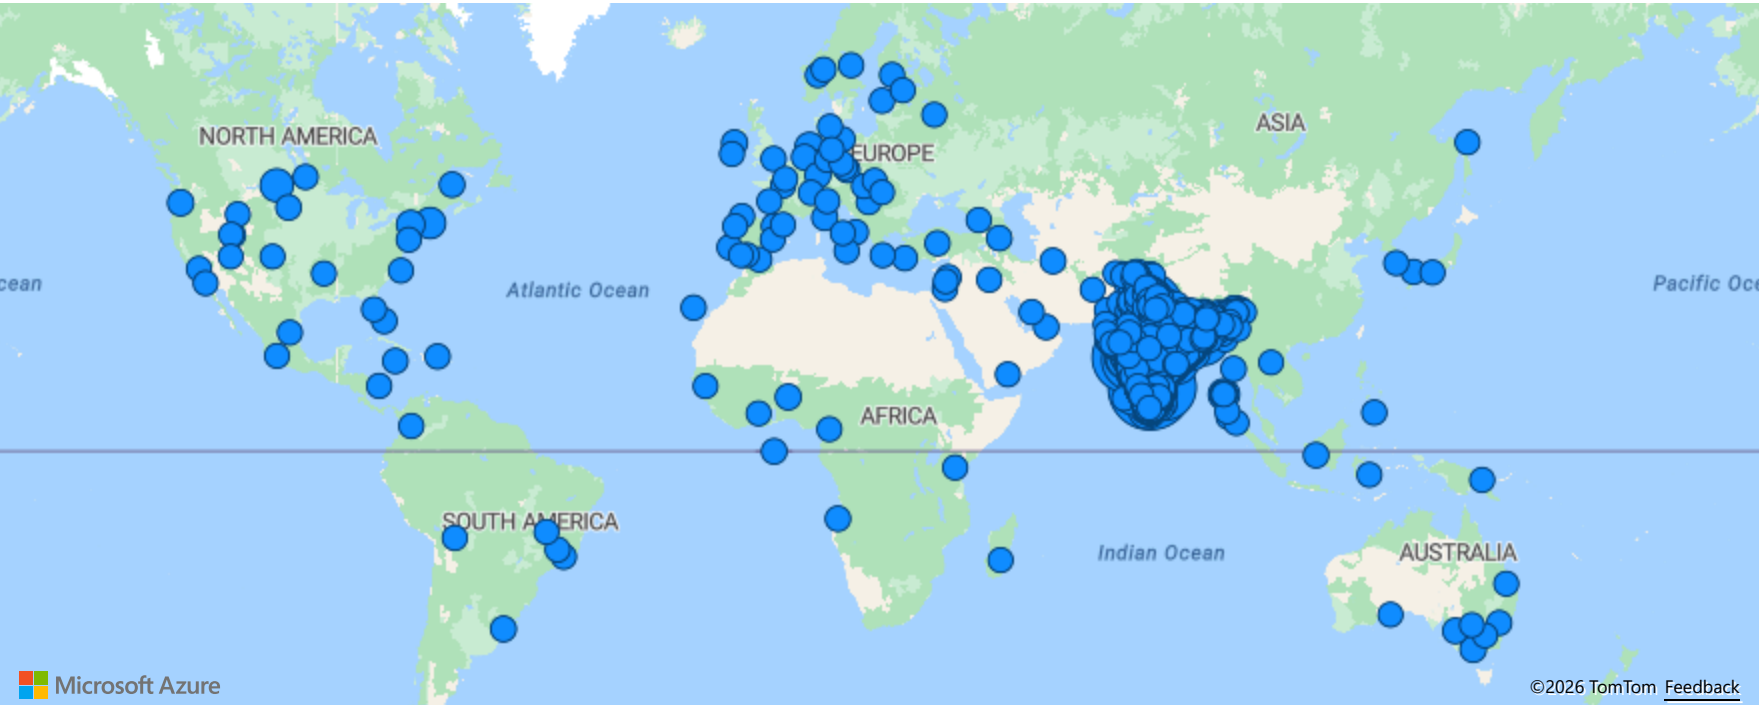 NORTH AMERICA
ASIA
EUROPE
cean
Atlantic Ocean
Pacific Oce
AFRICA
SOUTH AMERICA
Indian Ocean
AUSTRALIA
Microsoft Azure
©2026 TomTom Feedback